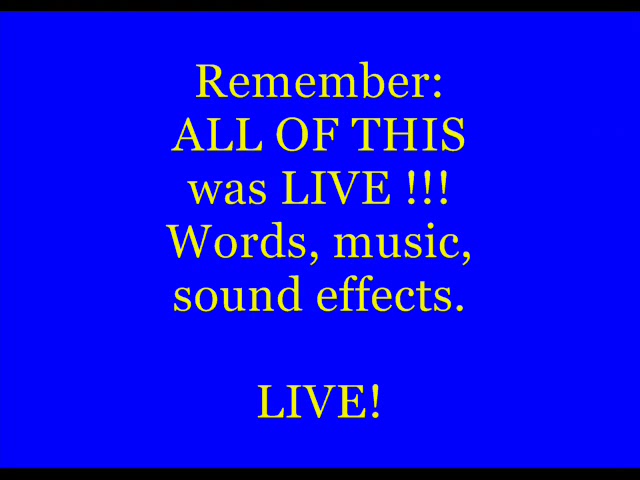 Remember:
ALL OF THIS
was LIVE !!!
Words, music,
sound effects.
LIVE!